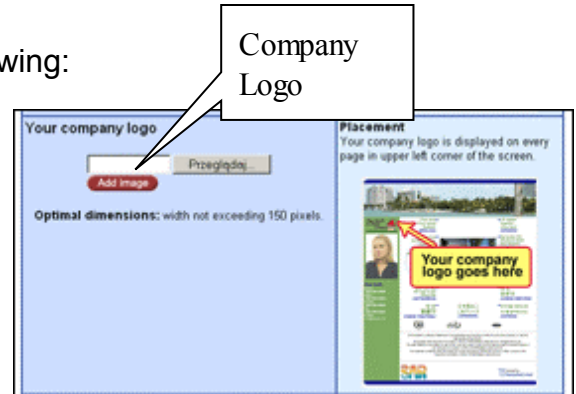 wing:
Company
Logo
Your company logo
Przeglądaj...
Add image
Optimal dimensions: width not exceeding 150 pixels.
Placement
Your company logo is displayed on every
page in upper left corner of the screen.
Your company
logo goes here